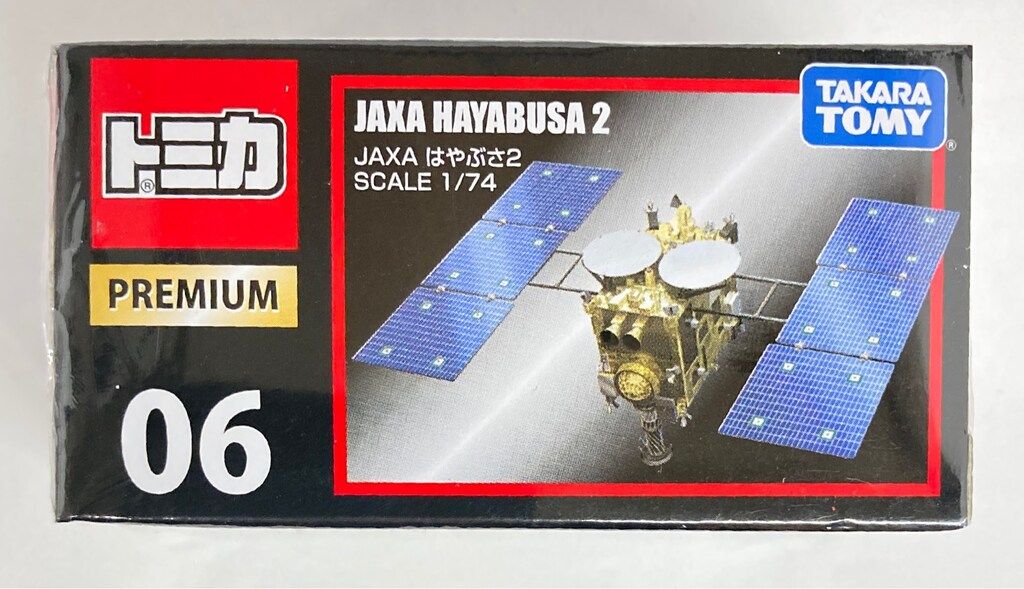 トミカ
®
PREMIUM
06
JAXA HAYABUSA 2
JAXA はやぶさ2
SCALE 1/74
TAKARA
TOMY
®